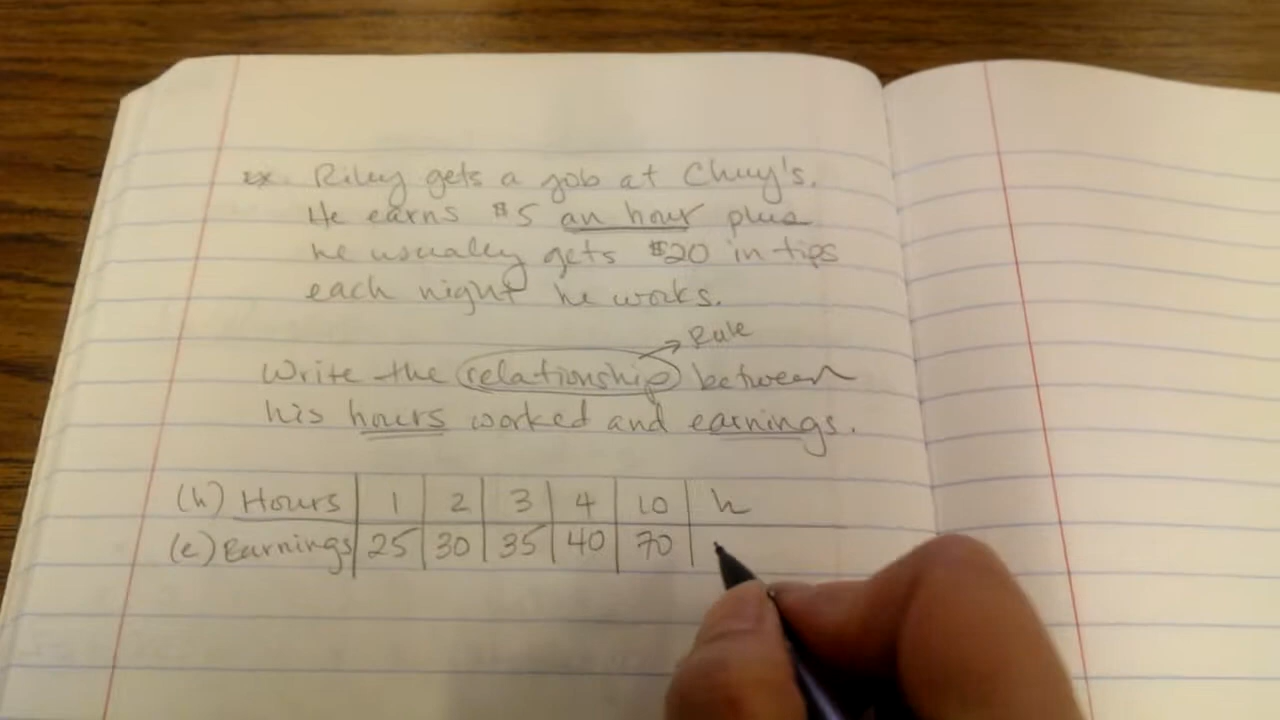 ex. Riley gets a job at Chuy's.
He earns $5 an hour plus
he usually gets $20 in tips
each night he works.
Rule
Write the relationship between
his hours worked and earnings.
(h) Hours 1 2 3 4 10 h
(e) Earnings 25 30 35 40 70